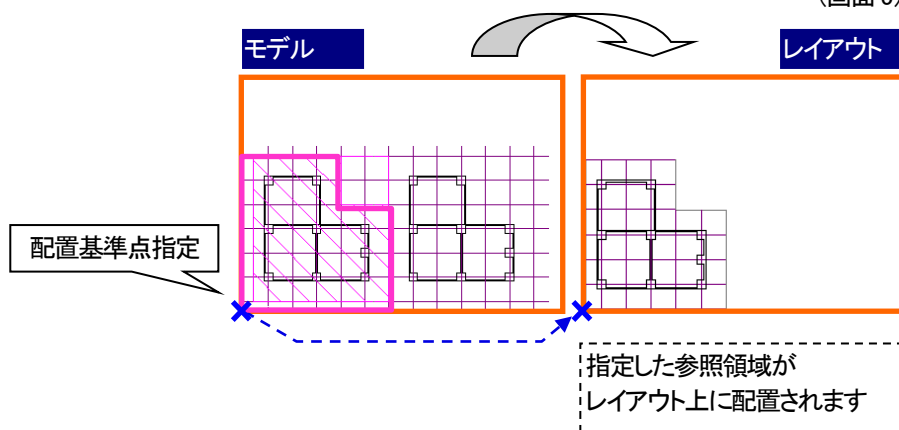 モデル
レイアウト
配置基準点指定
指定した参照領域が
レイアウト上に配置されます